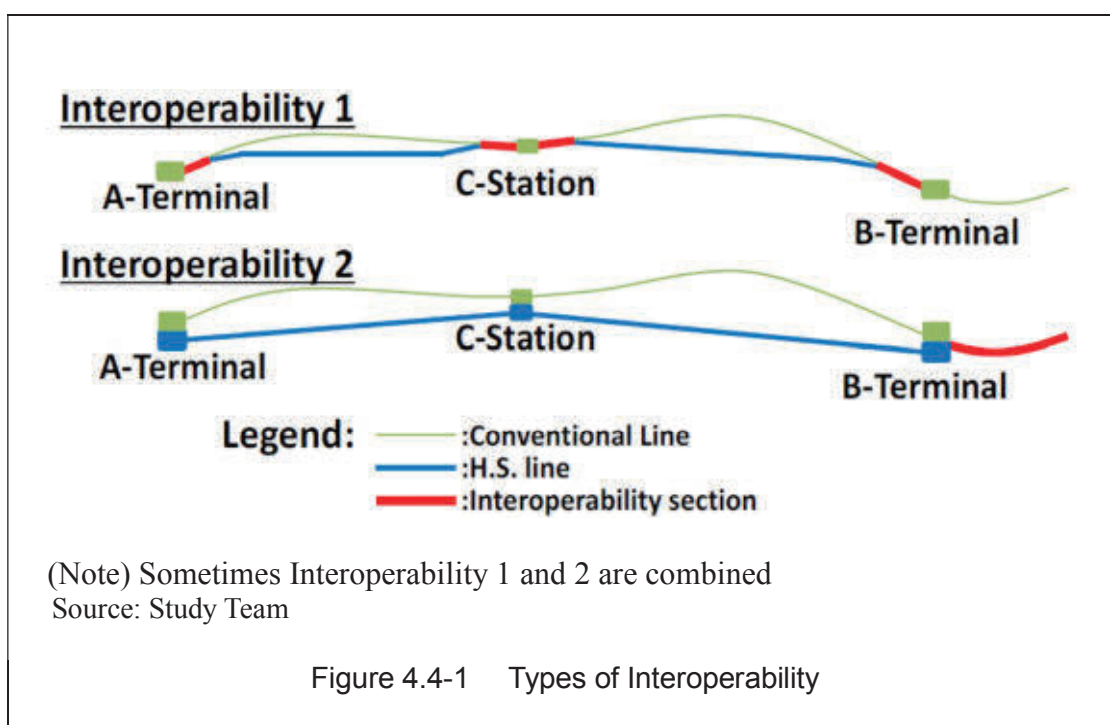 Interoperability 1
A-Terminal
C-Station
B-Terminal
Interoperability 2
A-Terminal
C-Station
B-Terminal
Legend:
:Conventional Line
:H.S. line
:Interoperability section
(Note) Sometimes Interoperability 1 and 2 are combined
Source: Study Team
Figure 4.4-1 Types of Interoperability